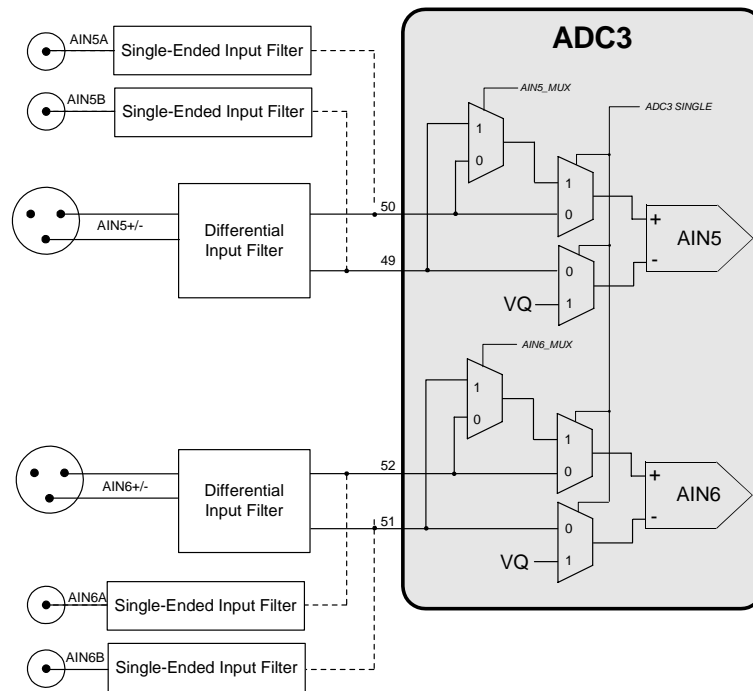 ADC3
AIN5A
Single-Ended Input Filter
AIN5B
Single-Ended Input Filter
AIN5_MUX
ADC3 SINGLE
1
0
1
0
AIN5+/-
Differential
Input Filter
50
49
+
-
AIN5
0
1
VQ
AIN6_MUX
1
0
1
0
AIN6+/-
Differential
Input Filter
52
51
+
-
AIN6
0
1
VQ
AIN6A
Single-Ended Input Filter
AIN6B
Single-Ended Input Filter